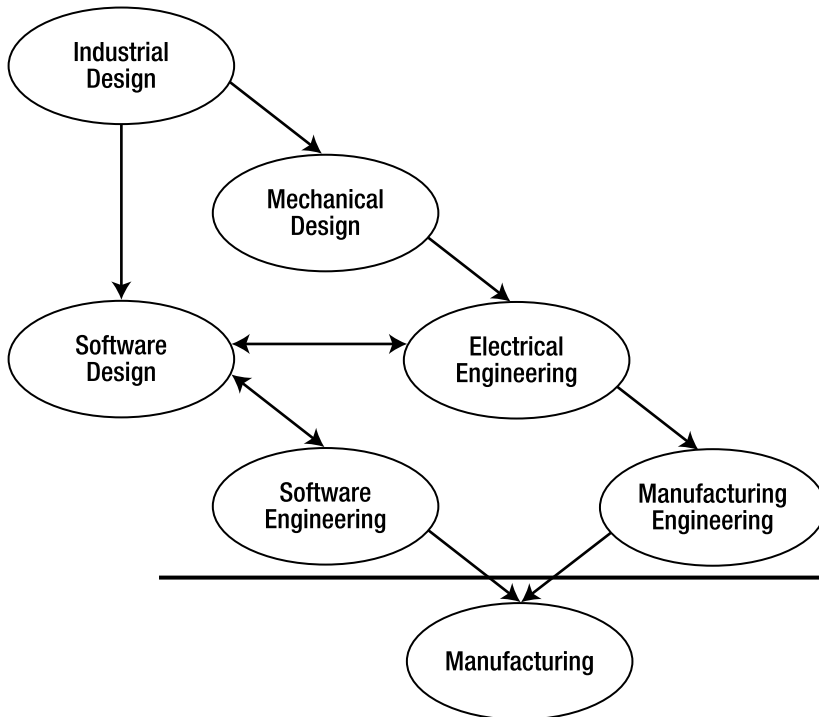 Industrial
Design
Mechanical
Design
Software
Design
Electrical
Engineering
Software
Engineering
Manufacturing
Engineering
Manufacturing